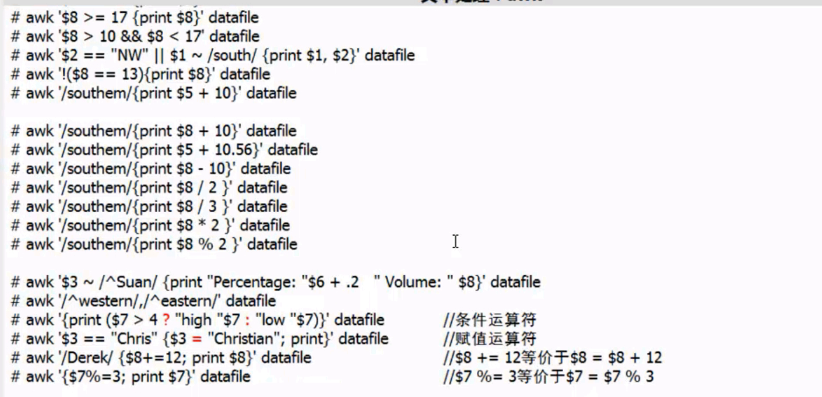 # awk '$8 >= 17 {print $8}' datafile
# awk '$8 > 10 && $8 < 17' datafile
# awk '$2 == "NW" || $1 ~ /south/ {print $1, $2}' datafile
# awk '!($8 == 13){print $8}' datafile
# awk '/southem/{print $5 + 10}' datafile
# awk '/southem/{print $8 + 10}' datafile
# awk '/southem/{print $5 + 10.56}' datafile
# awk '/southem/{print $8 - 10}' datafile
# awk '/southem/{print $8 / 2 }' datafile
# awk '/southem/{print $8 / 3 }' datafile
# awk '/southem/{print $8 * 2 }' datafile
# awk '/southem/{print $8 % 2 }' datafile
# awk '$3 ~ /^Suan/ {print "Percentage: "$6 + .2 " Volume: " $8}' datafile
# awk '/^western/,/^eastern/' datafile
# awk '{print ($7 > 4 ? "high "$7 : "low "$7)}' datafile //条件运算符
# awk '$3 == "Chris" {$3 = "Christian"; print}' datafile //赋值运算符
# awk '/Derek/ {$8+=12; print $8}' datafile //$8 += 12等价于$8 = $8 + 12
# awk '{$7%=3; print $7}' datafile //$7 %= 3等价于$7 = $7 % 3